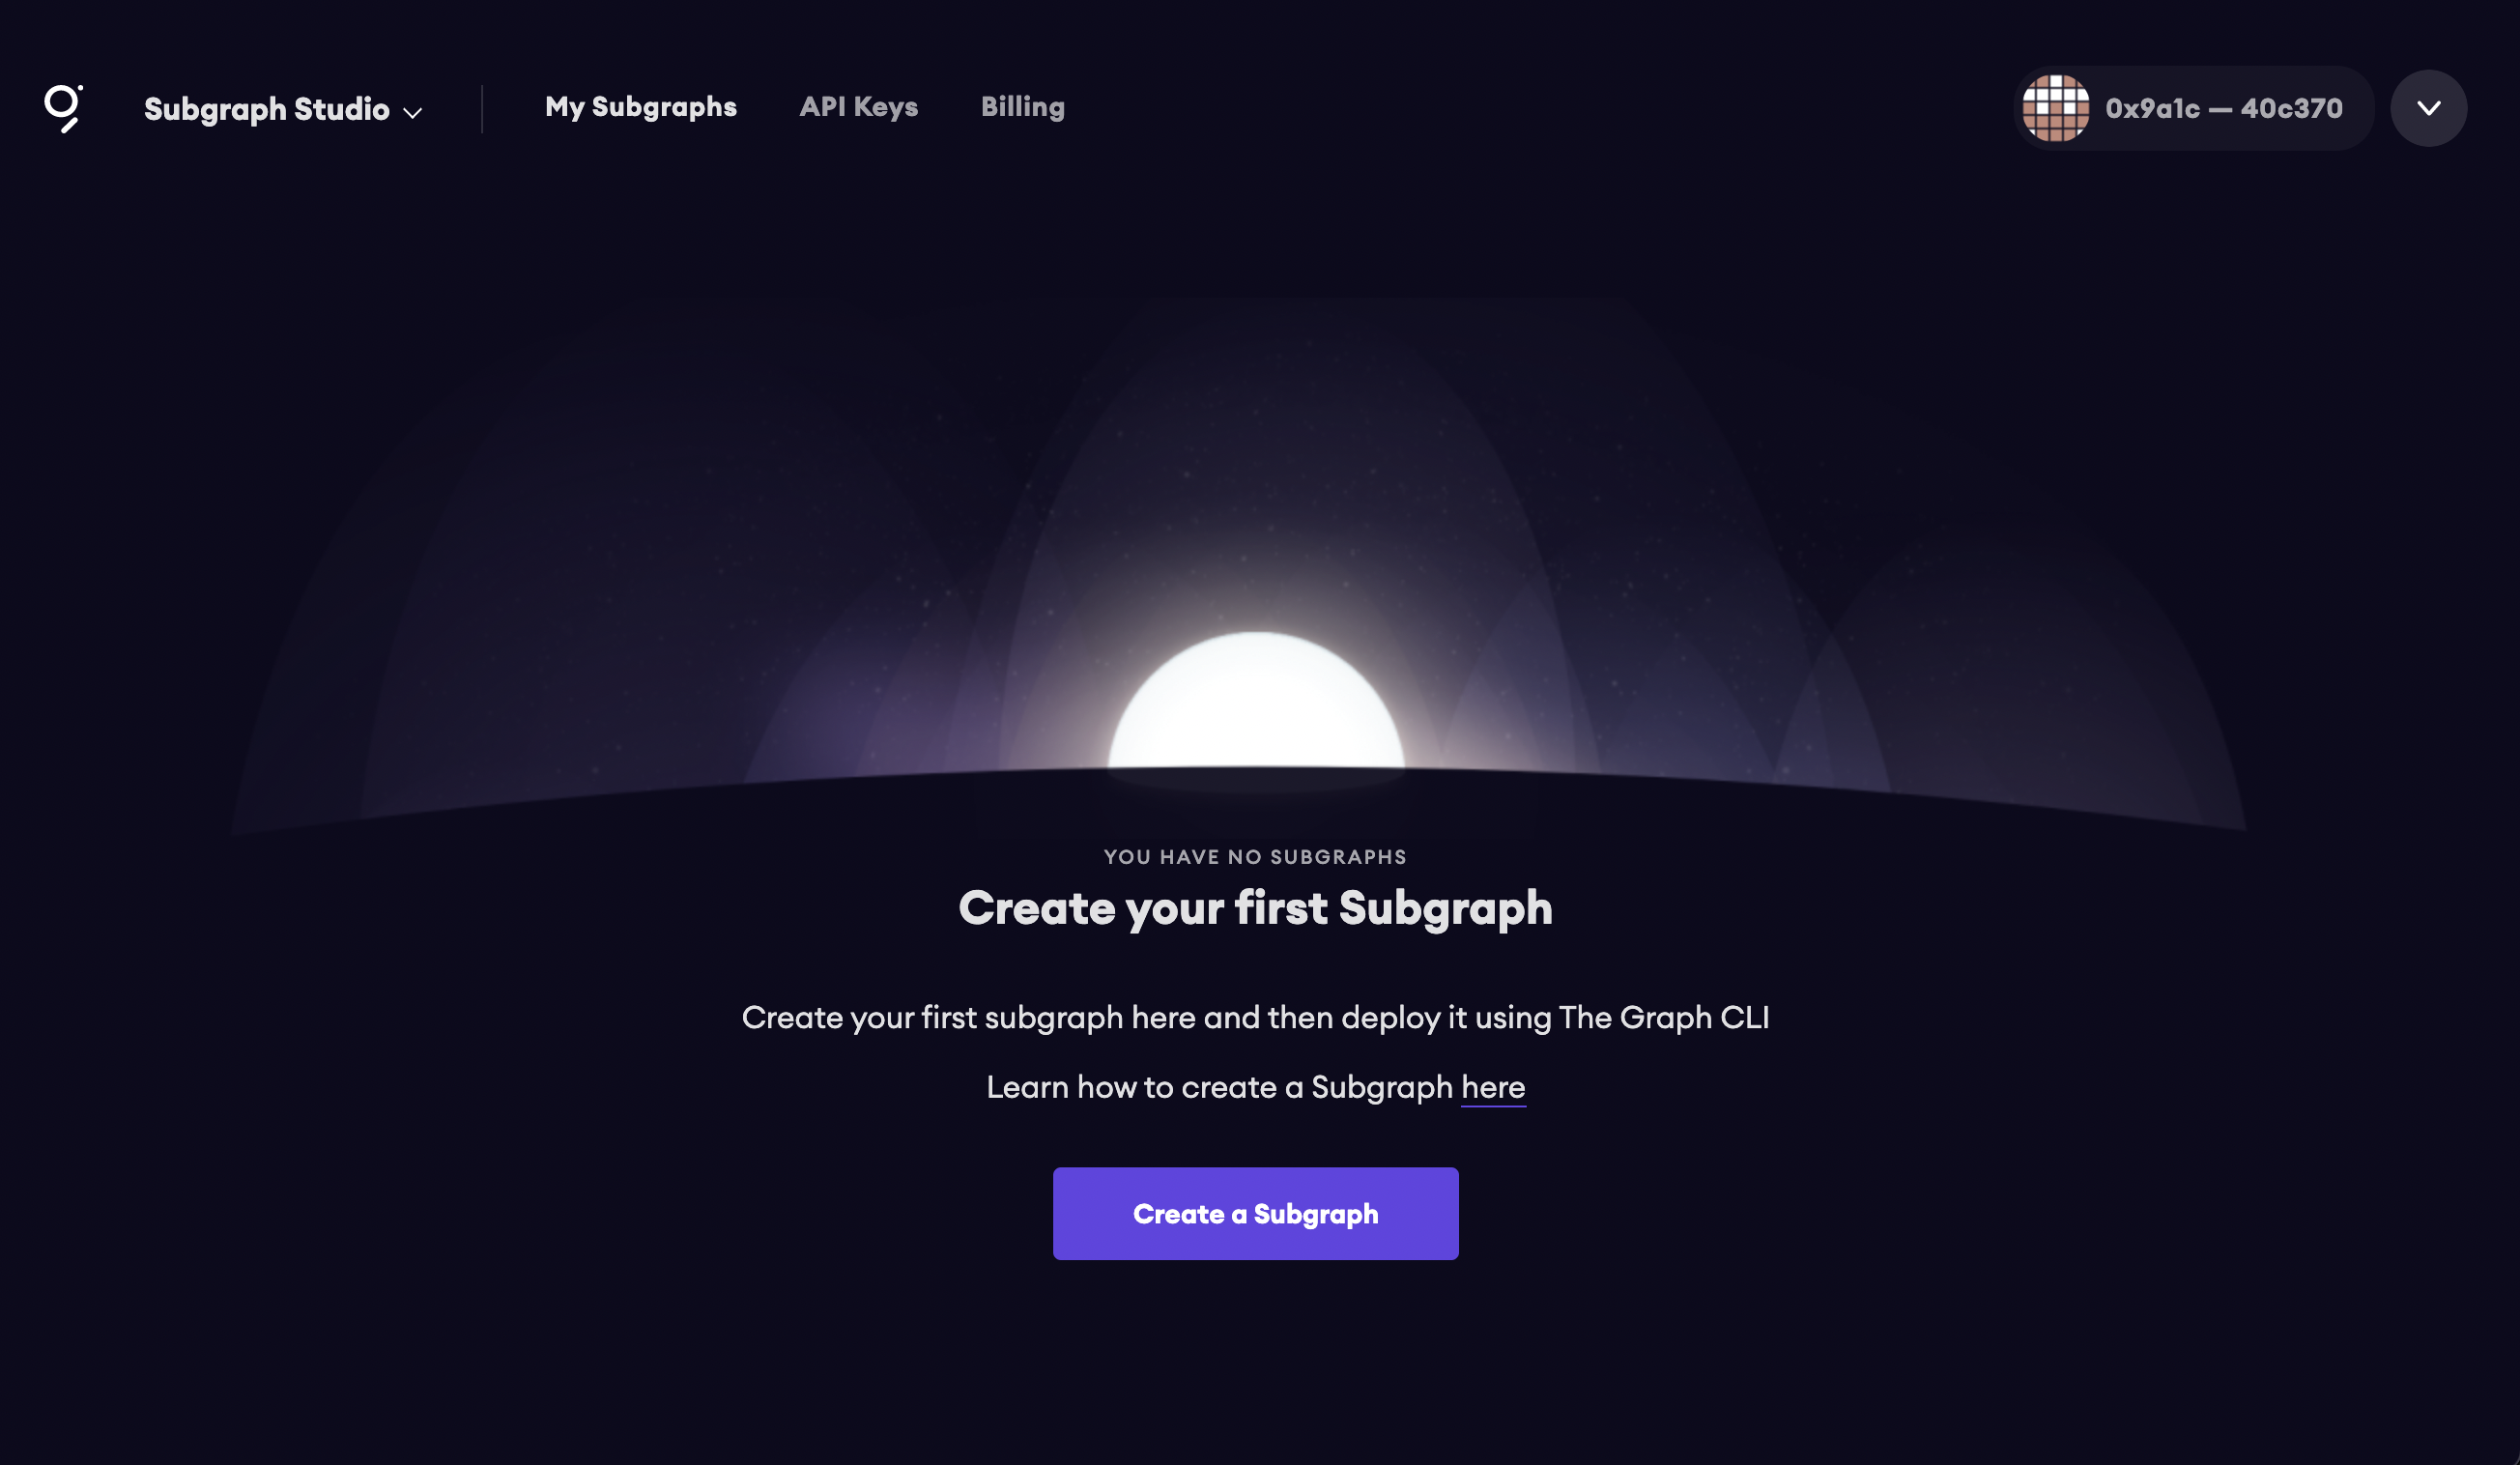 Subgraph Studio
My Subgraphs
API Keys
Billing
0x9a1c — 40c370
YOU HAVE NO SUBGRAPHS
Create your first Subgraph
Create your first subgraph here and then deploy it using The Graph CLI
Learn how to create a Subgraph here
Create a Subgraph